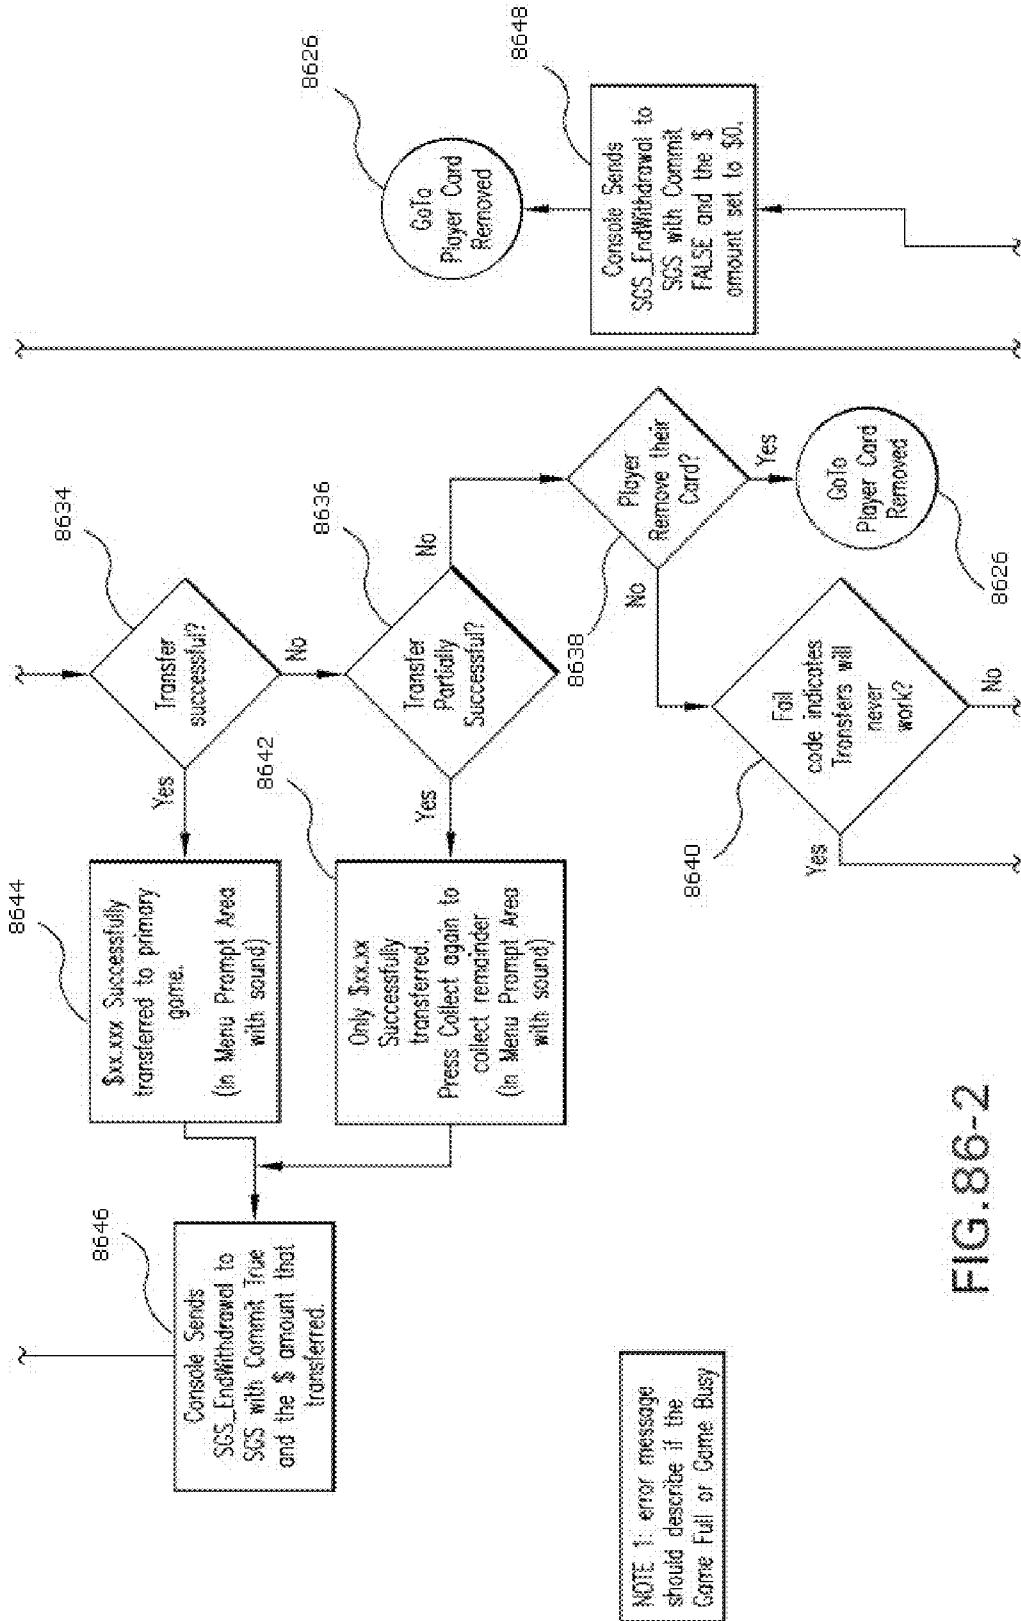 8634
Transfer
successful?
Yes
No
8644
$xx.xxx Successfully
transferred to primary
game.
(In Menu Prompt Area
with sound)
8636
Transfer
Partially
Successful?
Yes
No
8642
Only $xx.xx
Successfully
transferred.
Press Collect again to
collect remainder
(In Menu Prompt Area
with sound)
8646
Console Sends
SGS_EndWithdrawal to
SGS with Commit True
and the $ amount that
transferred.
8638
Player
Remove their
Card?
No
Yes
GoTo
Player Card
Removed
8626
8640
Fail
code indicates
Transfers will
never
work?
Yes
No
8626
GoTo
Player Card
Removed
8648
Console Sends
SGS_EndWithdrawal to
SGS with Commit
FALSE and the $
amount set to $0.
NOTE 1: error message
should describe if the
Game Full or Game Busy
FIG.86-2